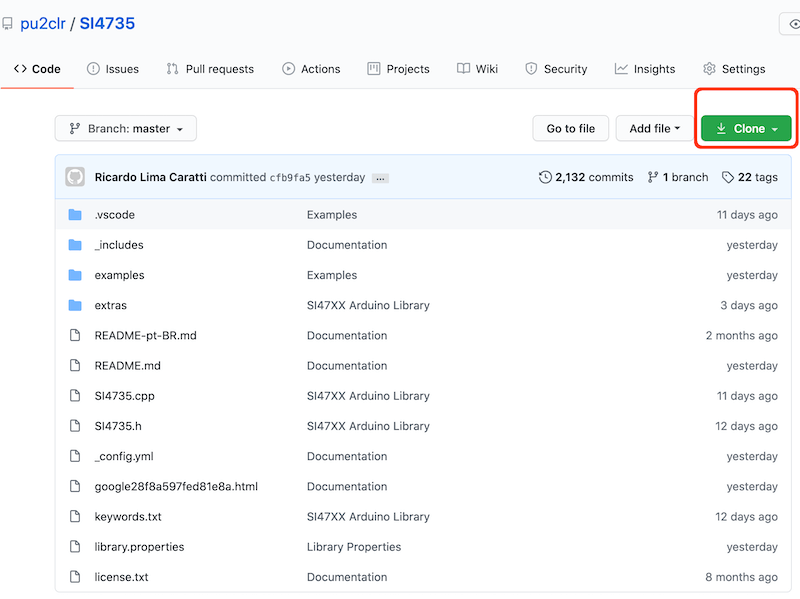 pu2clr / SI4735
Code Issues Pull requests Actions Projects Wiki Security Insights Settings
Branch: master Go to file Add file Clone
Ricardo Lima Caratti committed cfb9fa5 yesterday ... 2,132 commits 1 branch 22 tags
.vscode Examples 11 days ago
_includes Documentation yesterday
examples Examples yesterday
extras SI47XX Arduino Library 3 days ago
README-pt-BR.md Documentation 2 months ago
README.md Documentation yesterday
SI4735.cpp SI47XX Arduino Library 11 days ago
SI4735.h SI47XX Arduino Library 12 days ago
_config.yml Documentation yesterday
google28f8a597fed81e8a.html Documentation yesterday
keywords.txt SI47XX Arduino Library 12 days ago
library.properties Library Properties yesterday
license.txt Documentation 8 months ago